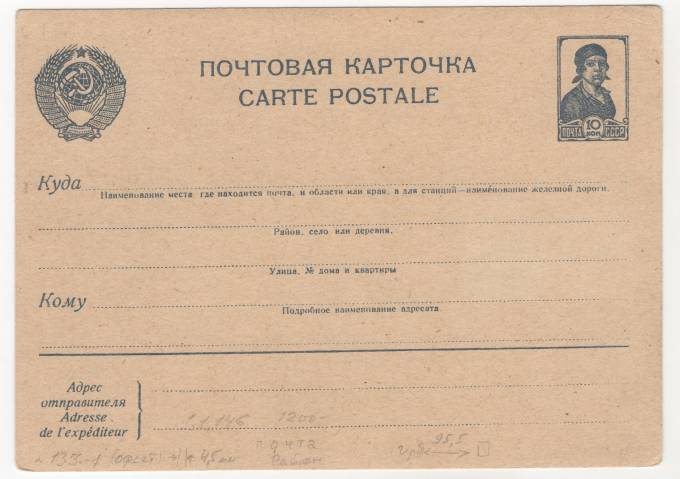 ПОЧТОВАЯ КАРТОЧКА
CARTE POSTALE
ПОЧТА 10 КОП. СССР
Куда
Наименование места, где находится почта, и области или края, а для станций—наименование железной дороги.
Район, село или деревня.
Улица, № дома и квартиры
Кому
Подробное наименование адресата
Адрес
отправителя
Adresse
de l'expéditeur
1200-
почта
район
95,5